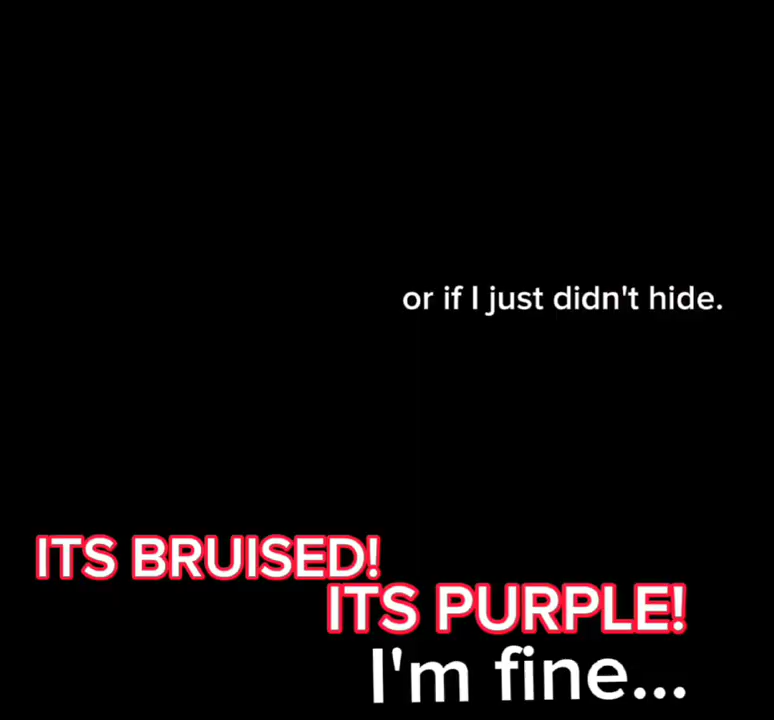 or if I just didn't hide.
ITS BRUISED!
ITS PURPLE!
I'm fine...